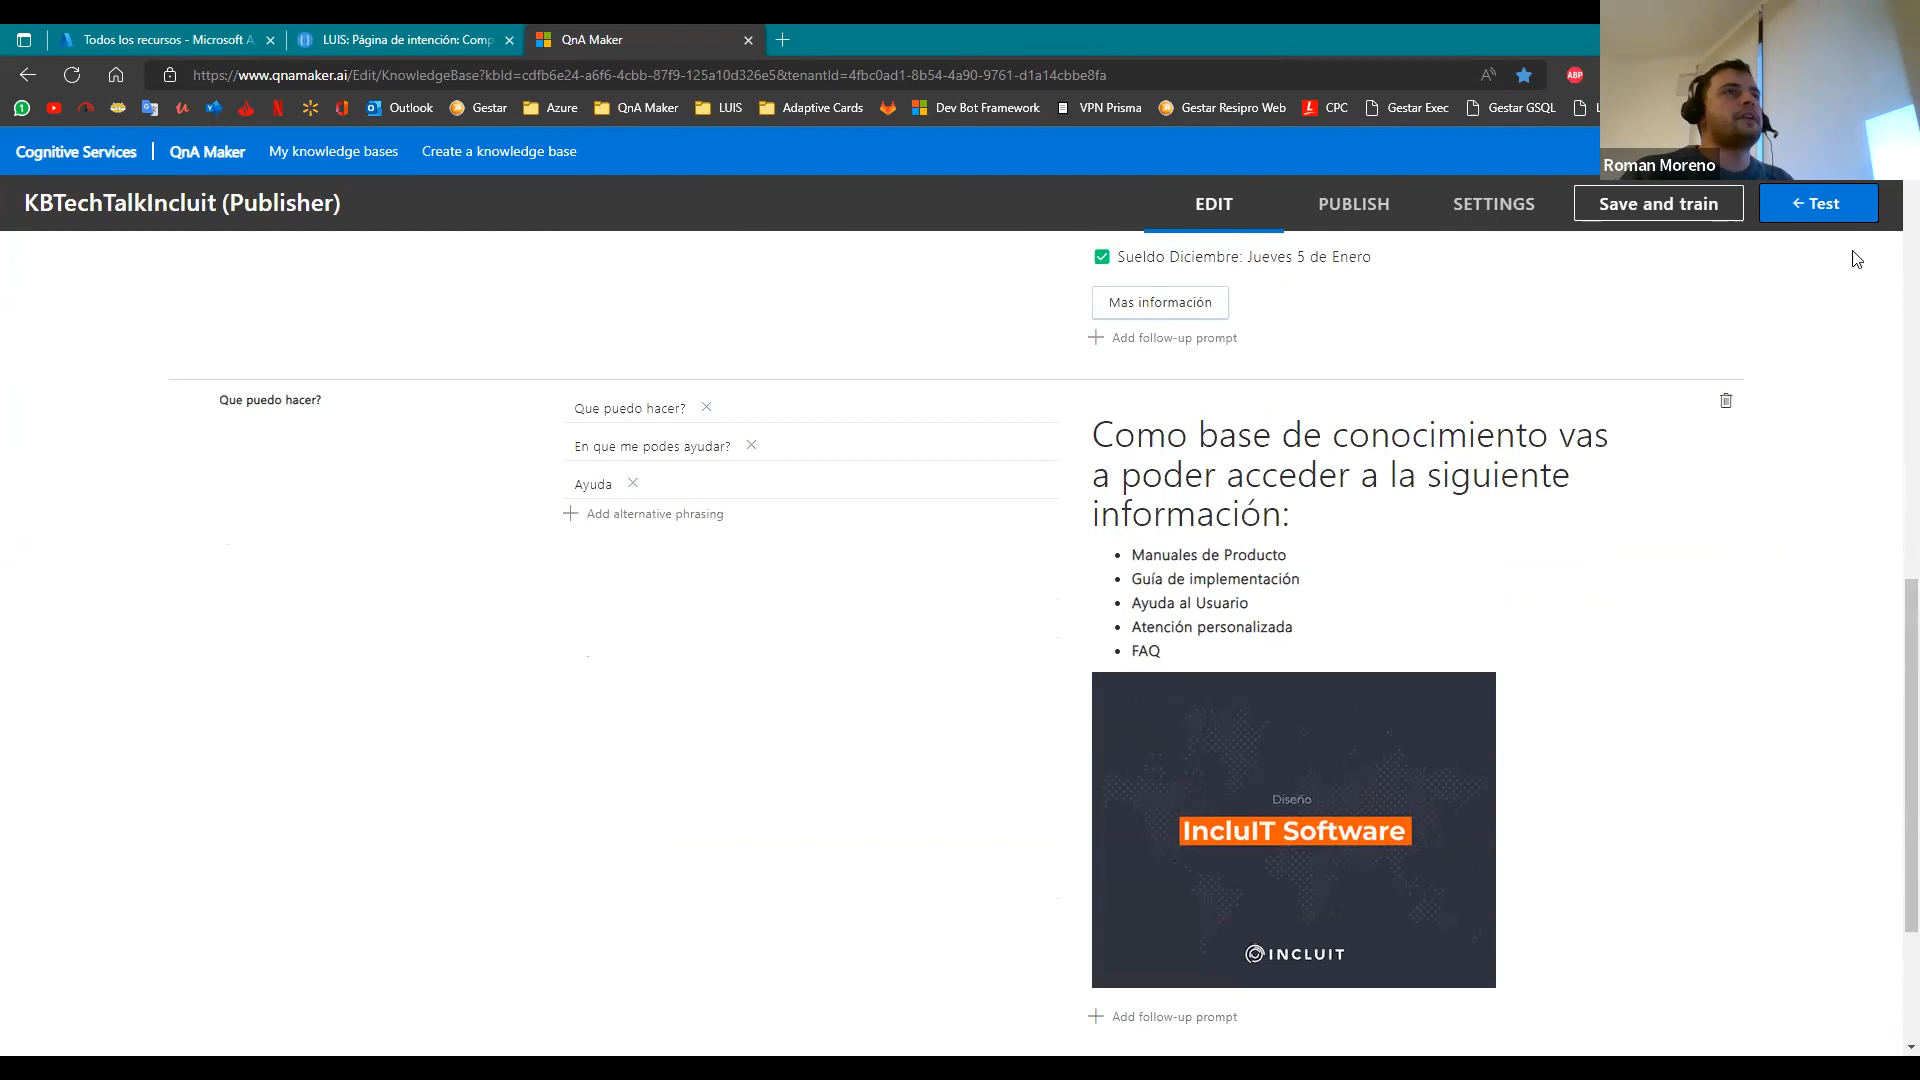 Todos los recursos - Microsoft A
LUIS: Página de intención: Comp
QnA Maker
https://www.qnamaker.ai/Edit/KnowledgeBase?kbId=cdfb6e24-a6f6-4cbb-87f9-125a10d326e5&tenantId=4fbc0ad1-8b54-4a90-9761-d1a14cbbe8fa
ABP
Outlook
Gestar
Azure
QnA Maker
LUIS
Adaptive Cards
Dev Bot Framework
VPN Prisma
Gestar Resipro Web
CPC
Gestar Exec
Gestar GSQL
Roman Moreno
Cognitive Services | QnA Maker My knowledge bases Create a knowledge base
KBTechTalkIncluit (Publisher)
EDIT
PUBLISH
SETTINGS
Save and train
← Test
Sueldo Diciembre: Jueves 5 de Enero
Mas información
Add follow-up prompt
Que puedo hacer?
Que puedo hacer?
En que me podes ayudar?
Ayuda
Add alternative phrasing
Como base de conocimiento vas
a poder acceder a la siguiente
información:
• Manuales de Producto
• Guía de implementación
• Ayuda al Usuario
• Atención personalizada
• FAQ
Diseño
IncluIT Software
INCLUIT
Add follow-up prompt